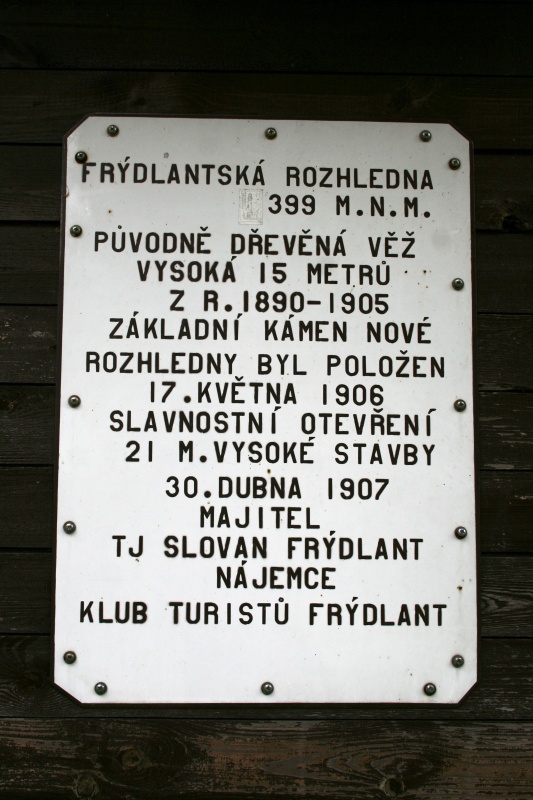 FRÝDLANTSKÁ ROZHLEDNA
399 M.N.M.
PŮVODNĚ DŘEVĚNÁ VĚŽ
VYSOKÁ 15 METRŮ
Z R.1890-1905
ZÁKLADNÍ KÁMEN NOVÉ
ROZHLEDNY BYL POLOŽEN
17.KVĚTNA 1906
SLAVNOSTNÍ OTEVŘENÍ
21 M.VYSOKÉ STAVBY
30.DUBNA 1907
MAJITEL
TJ SLOVAN FRÝDLANT
NÁJEMCE
KLUB TURISTŮ FRÝDLANT